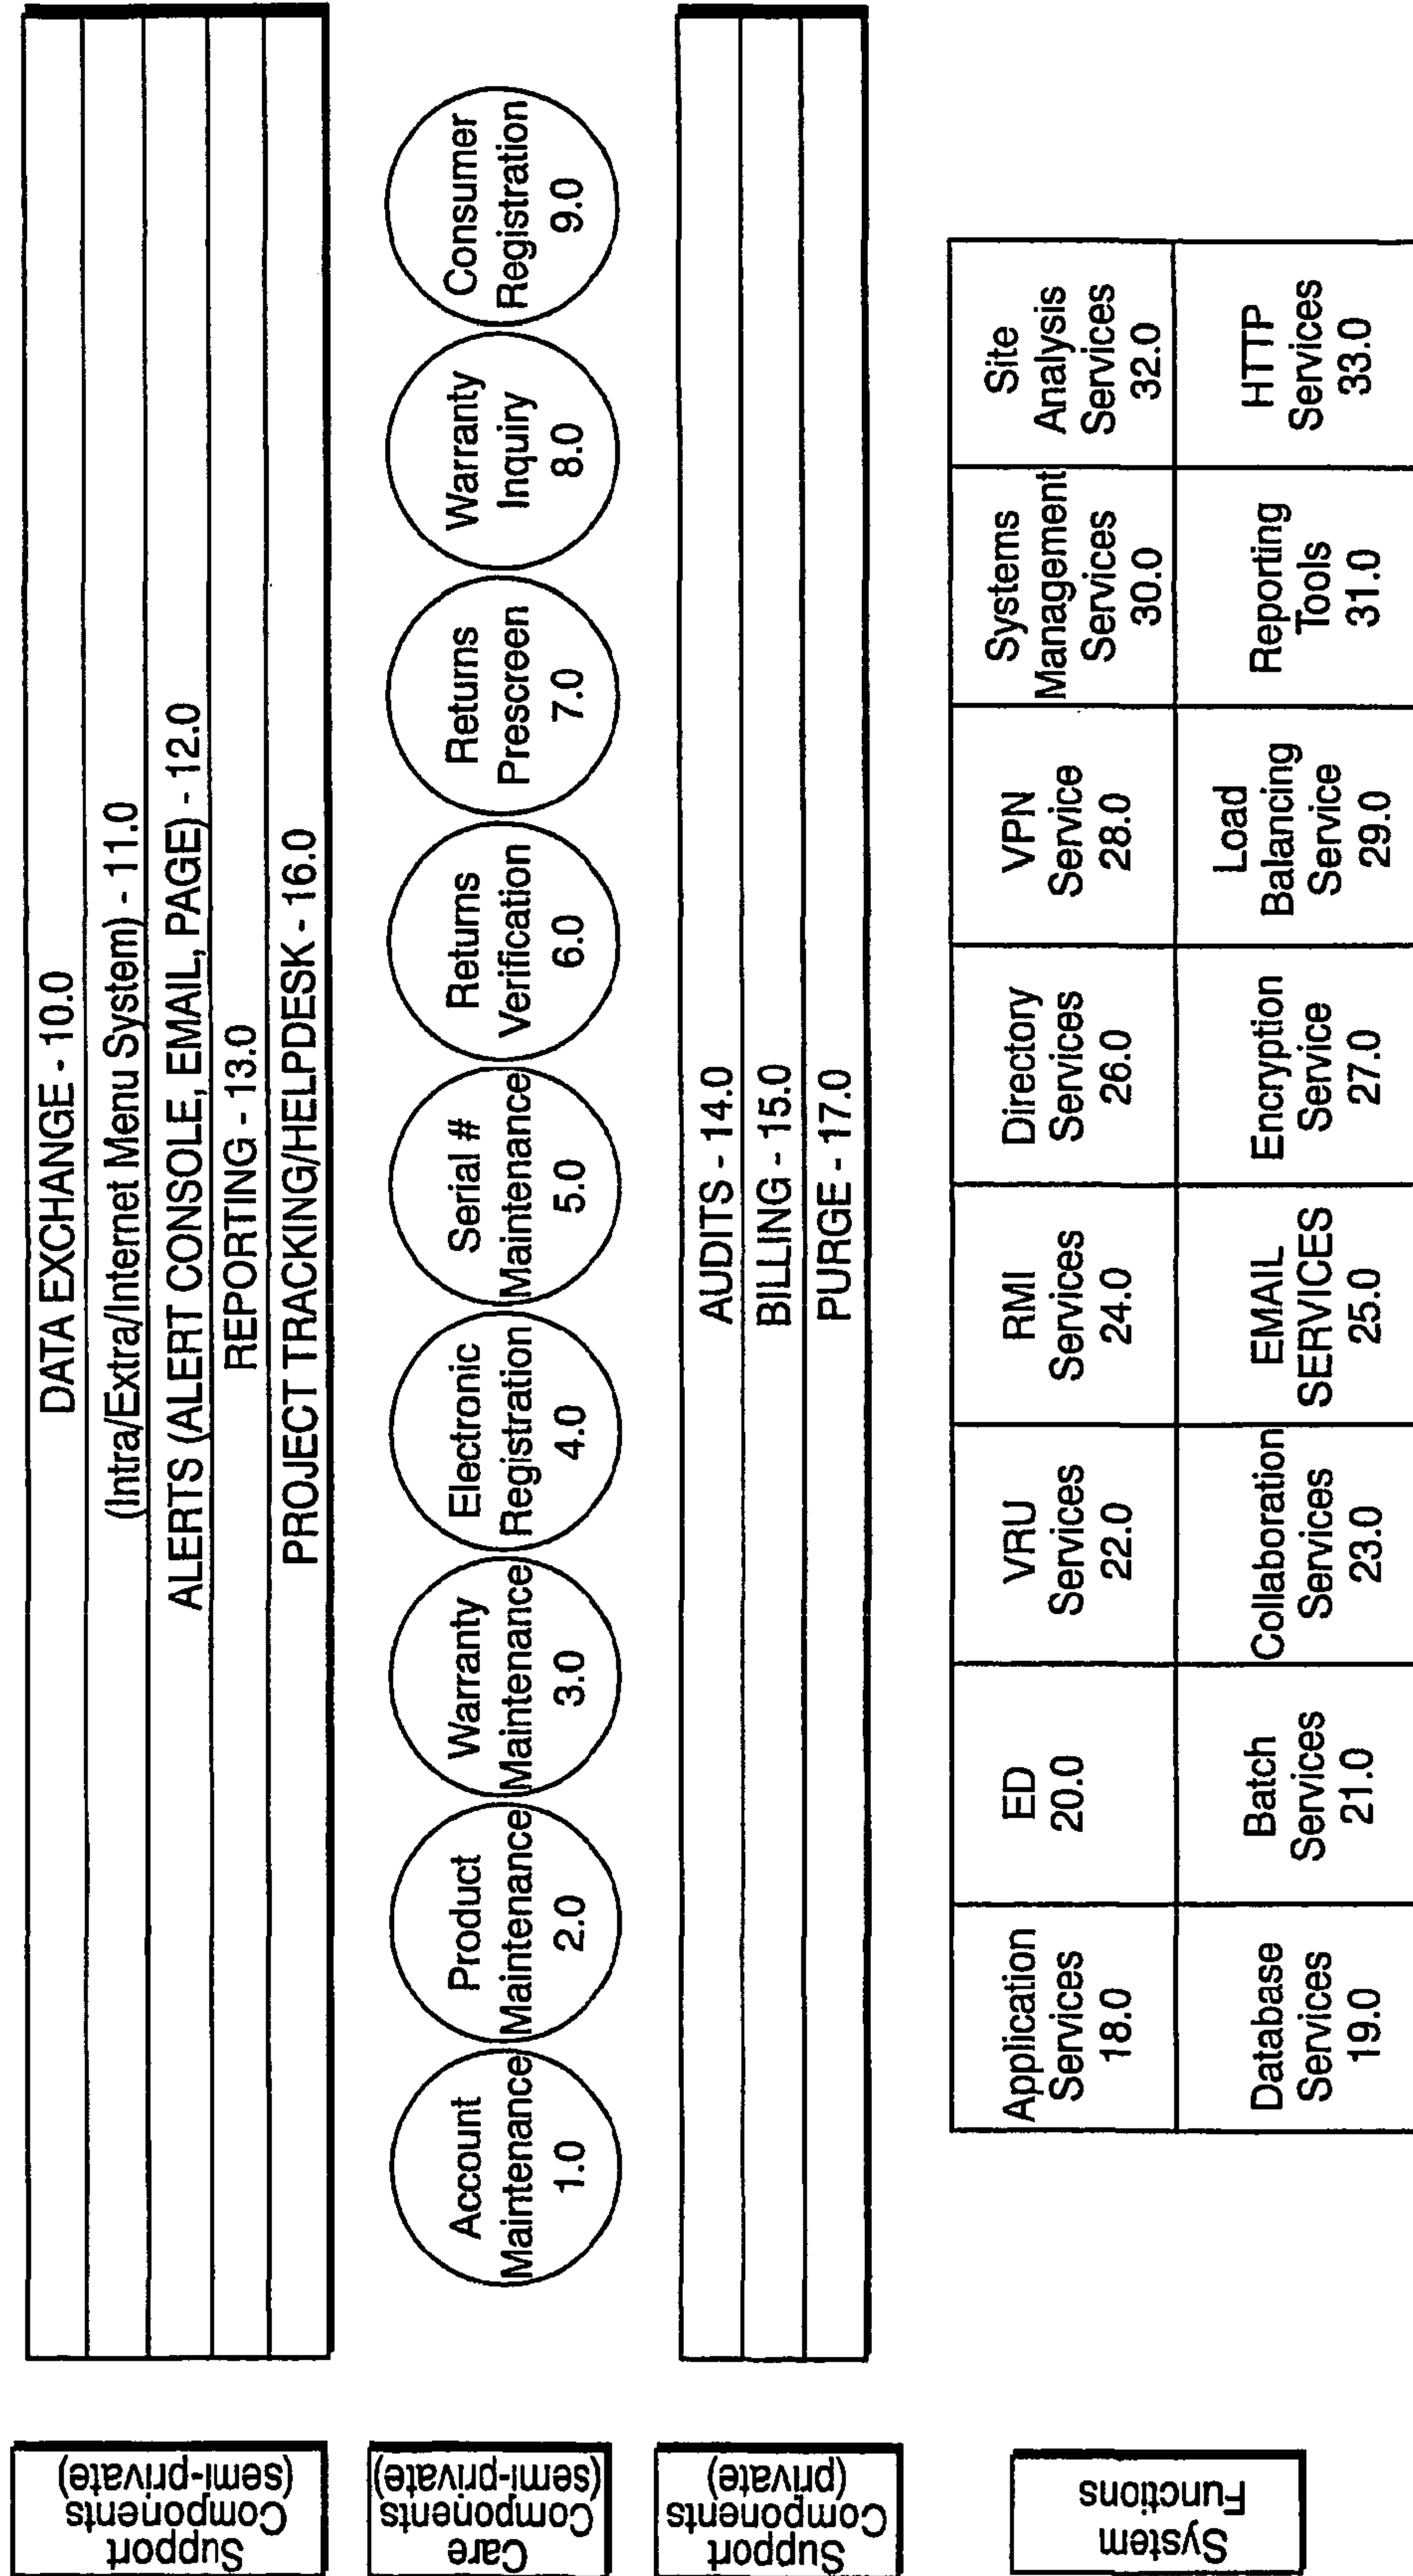 Support
Components
(semi-private)
DATA EXCHANGE - 10.0
(Intra/Extra/Internet Menu System) - 11.0
ALERTS (ALERT CONSOLE, EMAIL, PAGE) - 12.0
REPORTING - 13.0
PROJECT TRACKING/HELPDESK - 16.0
Care
Components
(semi-private)
Account
Maintenance
1.0
Product
Maintenance
2.0
Warranty
Maintenance
3.0
Electronic
Registration
4.0
Serial #
Maintenance
5.0
Returns
Verification
6.0
Returns
Prescreen
7.0
Warranty
Inquiry
8.0
Consumer
Registration
9.0
Support
Components
(private)
AUDITS - 14.0
BILLING - 15.0
PURGE - 17.0
System
Functions
Application
Services
18.0
ED
20.0
VRU
Services
22.0
RMI
Services
24.0
Directory
Services
26.0
VPN
Service
28.0
Systems
Management
Services
30.0
Site
Analysis
Services
32.0
Database
Services
19.0
Batch
Services
21.0
Collaboration
Services
23.0
EMAIL
SERVICES
25.0
Encryption
Service
27.0
Load
Balancing
Service
29.0
Reporting
Tools
31.0
HTTP
Services
33.0